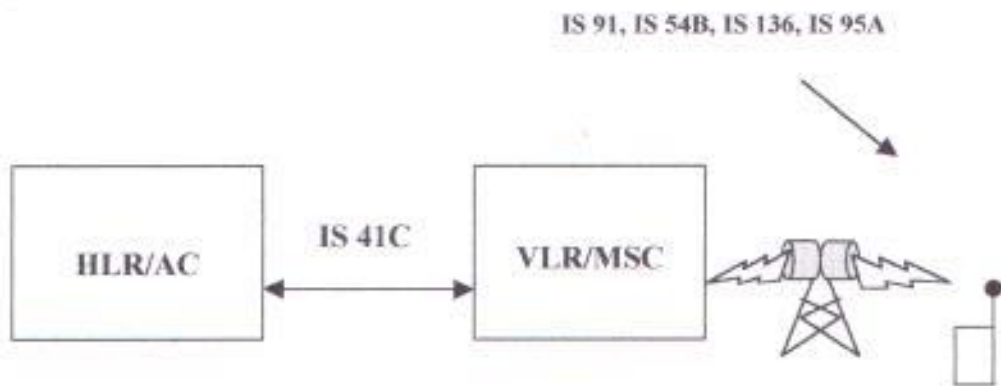 IS 91, IS 54B, IS 136, IS 95A
IS 41C
HLR/AC
VLR/MSC